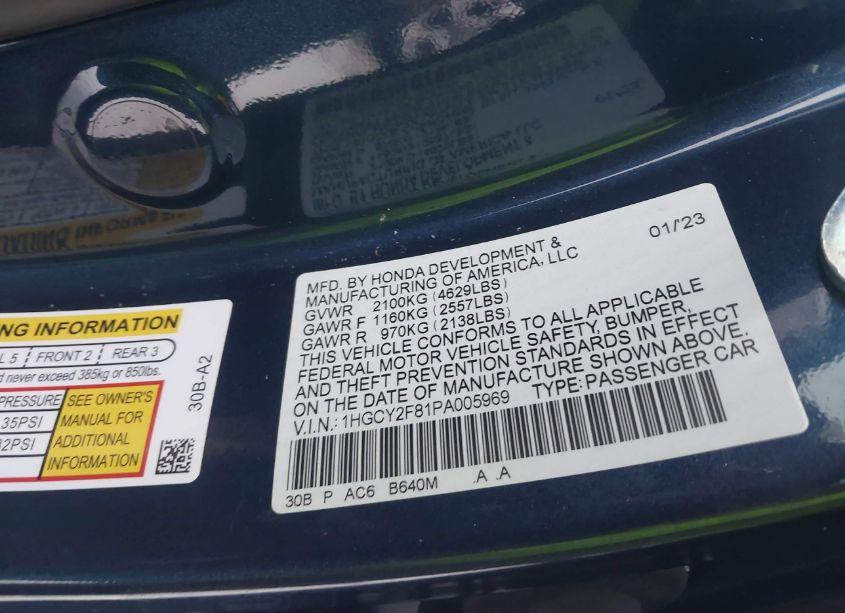 MFD. BY HONDA DEVELOPMENT &
MANUFACTURING OF AMERICA, LLC
01/'23
GVWR 2100KG (4629LBS)
GAWR F 1160KG (2557LBS)
GAWR R 970KG (2138LBS)
THIS VEHICLE CONFORMS TO ALL APPLICABLE
FEDERAL MOTOR VEHICLE SAFETY, BUMPER,
AND THEFT PREVENTION STANDARDS IN EFFECT
ON THE DATE OF MANUFACTURE SHOWN ABOVE.
V.I.N.: 1HGCY2F81PA005969 TYPE: PASSENGER CAR
30B P AC6 B640M .A .A
INFORMATION
5 FRONT 2 REAR 3
never exceed 385kg or 850lbs.
PRESSURE
35PSI
SEE OWNER'S
MANUAL FOR
ADDITIONAL
INFORMATION
30B-A2